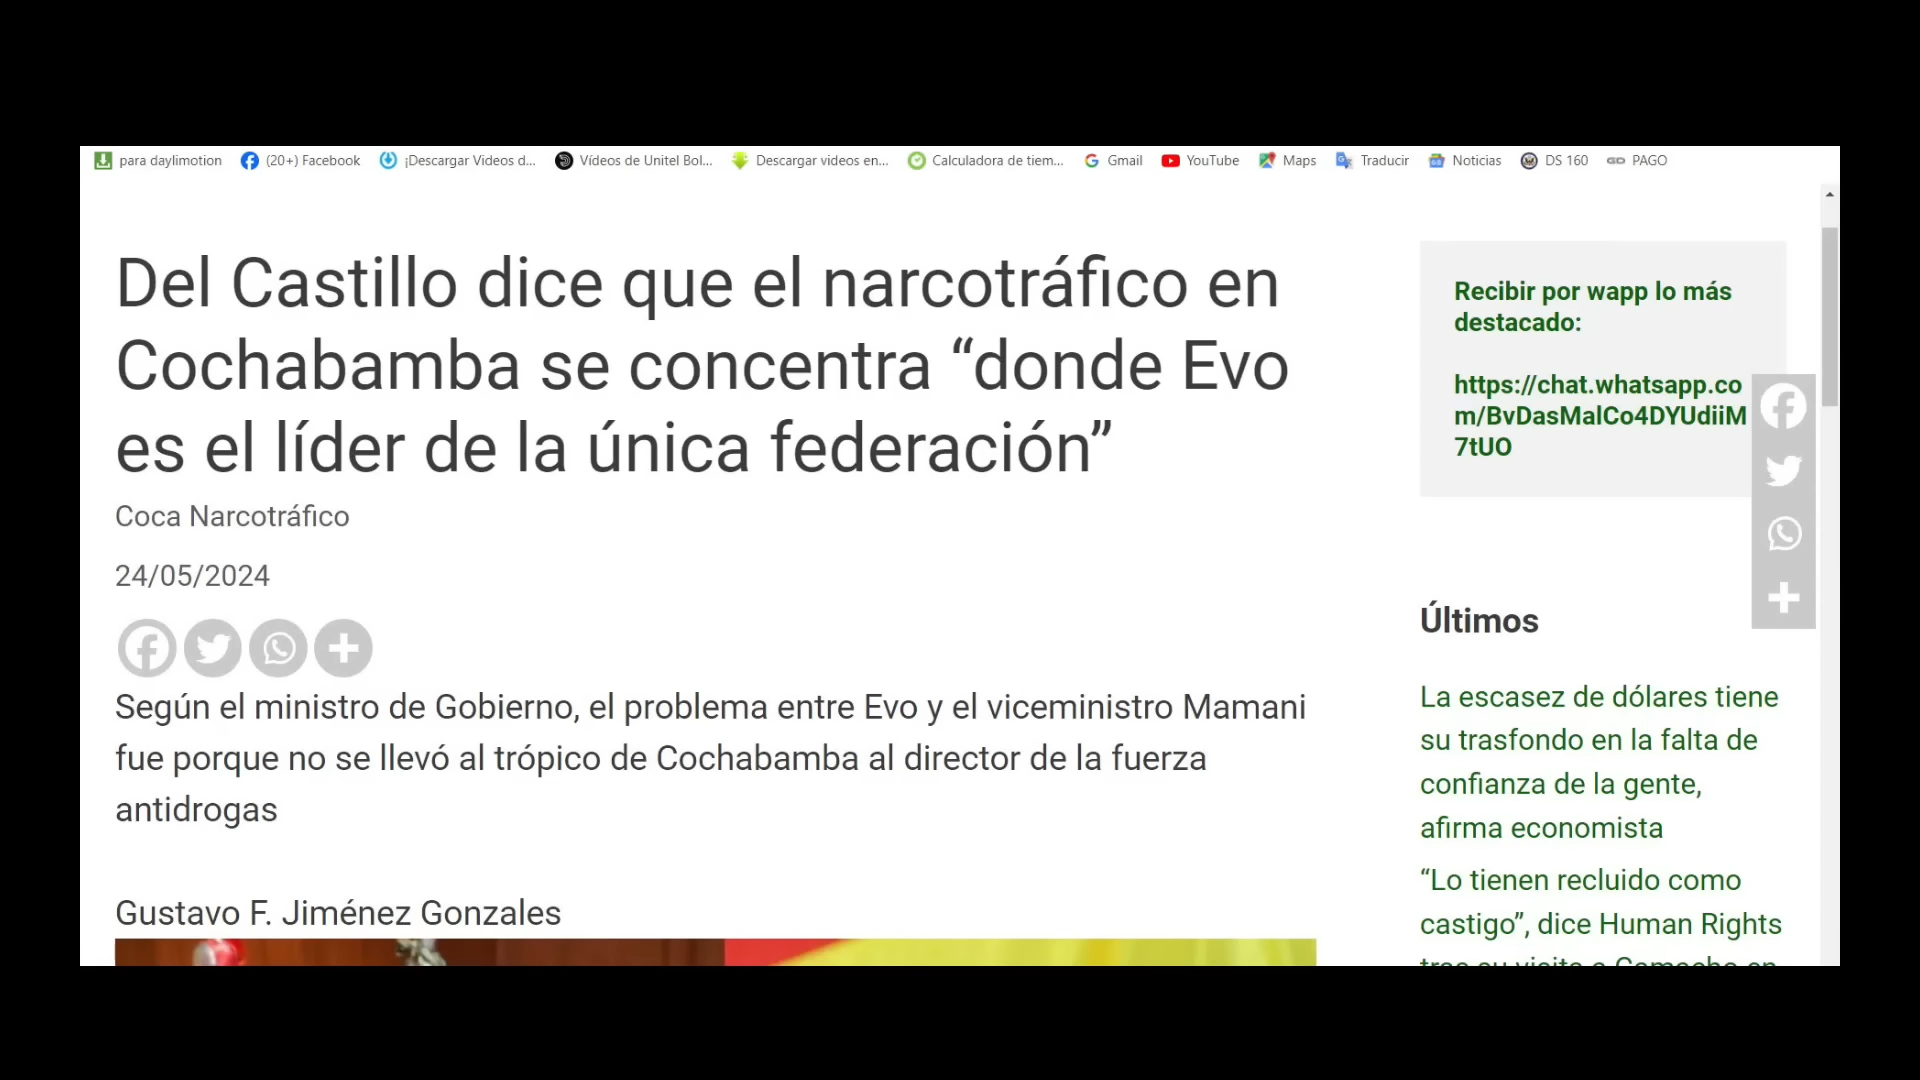 para daylimotion (20+) Facebook ¡Descargar Videos d... Vídeos de Unitel Bol... Descargar videos en... Calculadora de tiem... Gmail YouTube Maps Traducir Noticias DS 160 PAGO
Del Castillo dice que el narcotráfico en
Cochabamba se concentra “donde Evo
es el líder de la única federación”
Coca Narcotráfico
24/05/2024
Según el ministro de Gobierno, el problema entre Evo y el viceministro Mamani
fue porque no se llevó al trópico de Cochabamba al director de la fuerza
antidrogas
Gustavo F. Jiménez Gonzales
Recibir por wapp lo más
destacado:
https://chat.whatsapp.co
m/BvDasMalCo4DYUdiiM
7tUO
Últimos
La escasez de dólares tiene
su trasfondo en la falta de
confianza de la gente,
afirma economista
“Lo tienen recluido como
castigo”, dice Human Rights
tras su visita a Camacho en